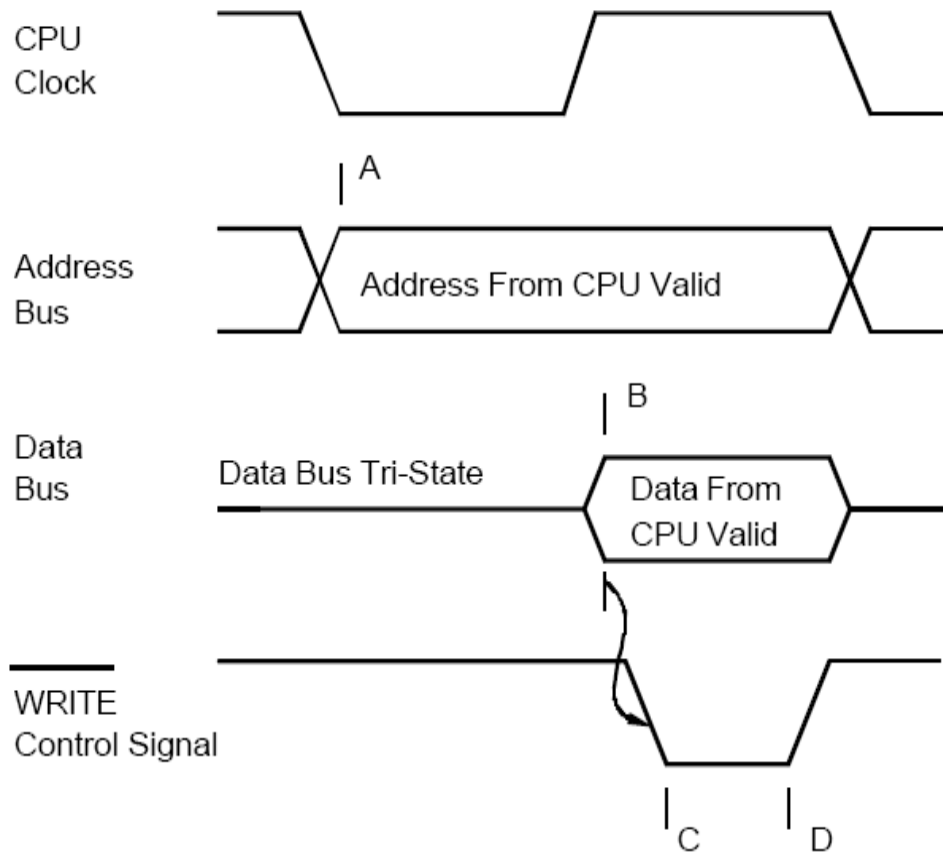 CPU
Clock
A
Address
Bus
Address From CPU Valid
B
Data
Bus
Data Bus Tri-State
Data From
CPU Valid
WRITE
Control Signal
C
D